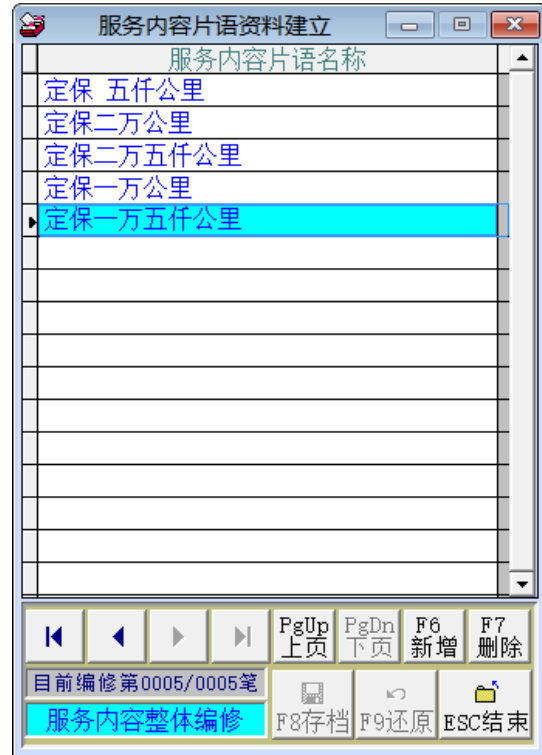 服务内容片语资料建立
服务内容片语名称
定保 五仟公里
定保二万公里
定保二万五仟公里
定保一万公里
定保一万五仟公里
PgUp 上页
PgDn 下页
F6 新增
F7 删除
目前编修第0005/0005笔
服务内容整体编修
F8存档
F9还原
ESC结束